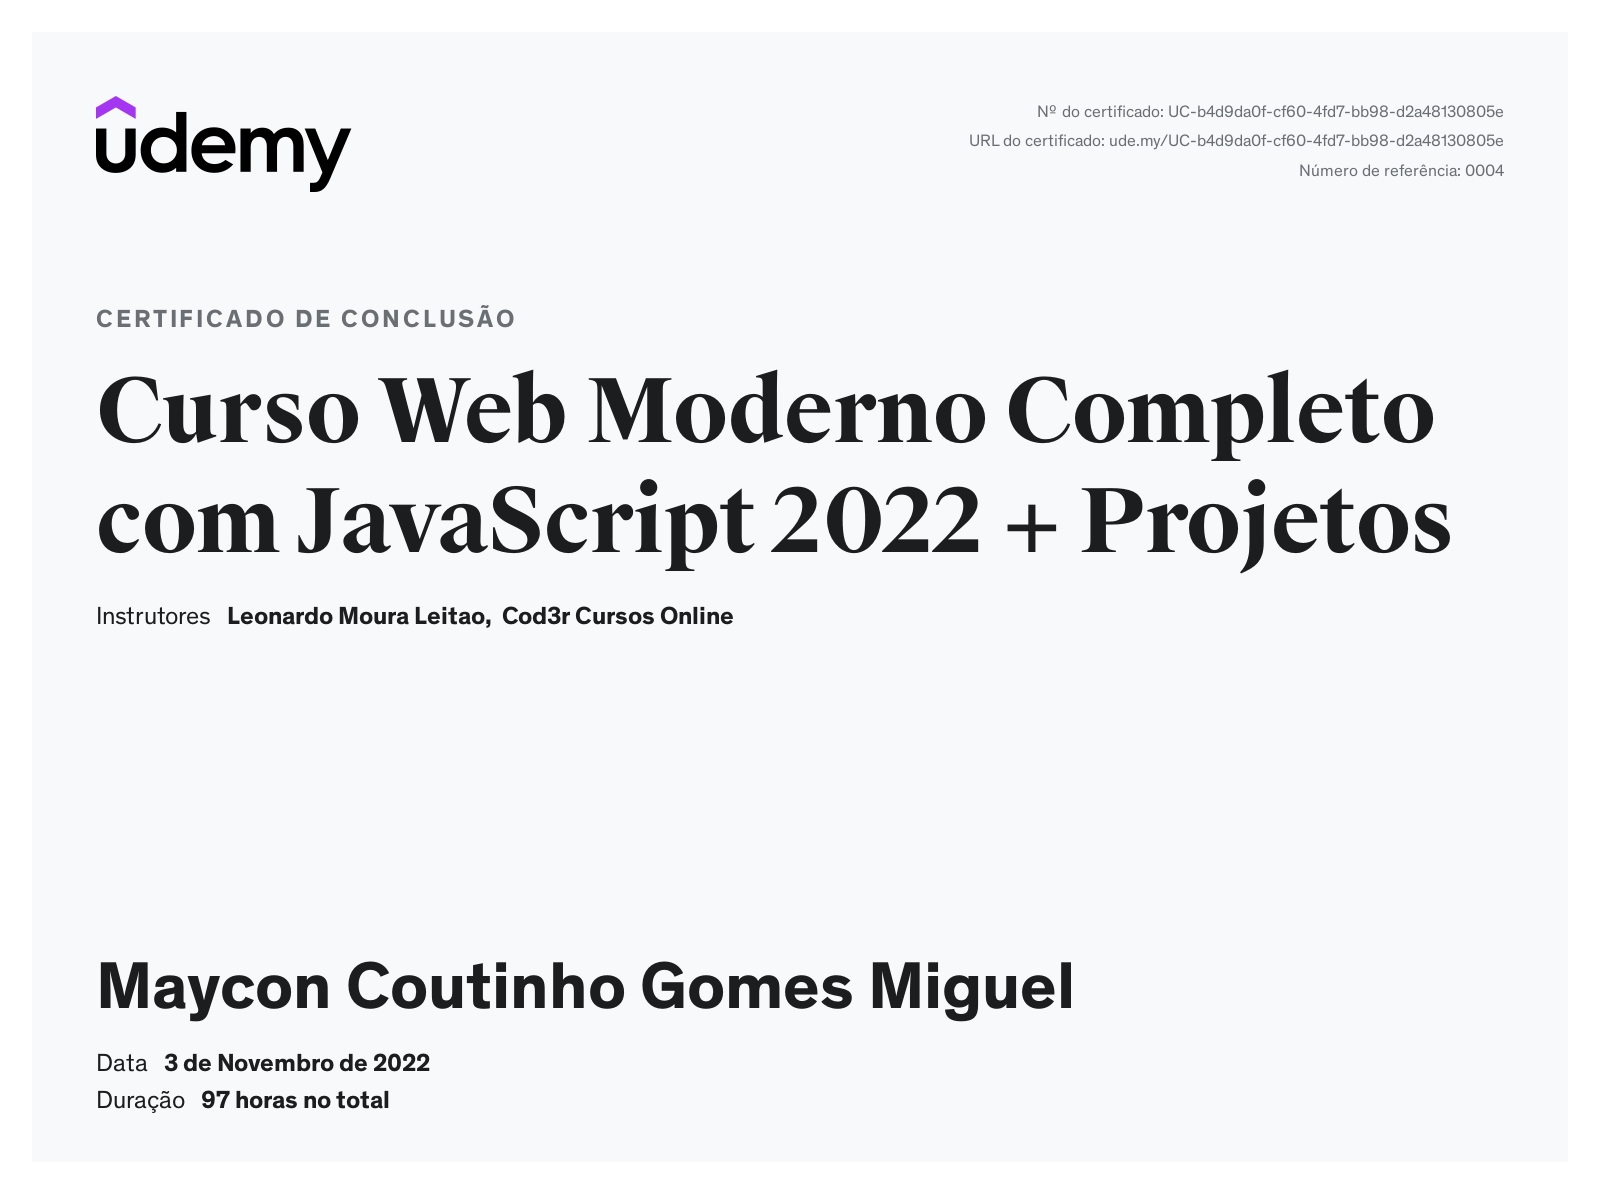 udemy
Nº do certificado: UC-b4d9da0f-cf60-4fd7-bb98-d2a48130805e
URL do certificado: ude.my/UC-b4d9da0f-cf60-4fd7-bb98-d2a48130805e
Número de referência: 0004
CERTIFICADO DE CONCLUSÃO
Curso Web Moderno Completo
com JavaScript 2022 + Projetos
Instrutores Leonardo Moura Leitao, Cod3r Cursos Online
Maycon Coutinho Gomes Miguel
Data 3 de Novembro de 2022
Duração 97 horas no total